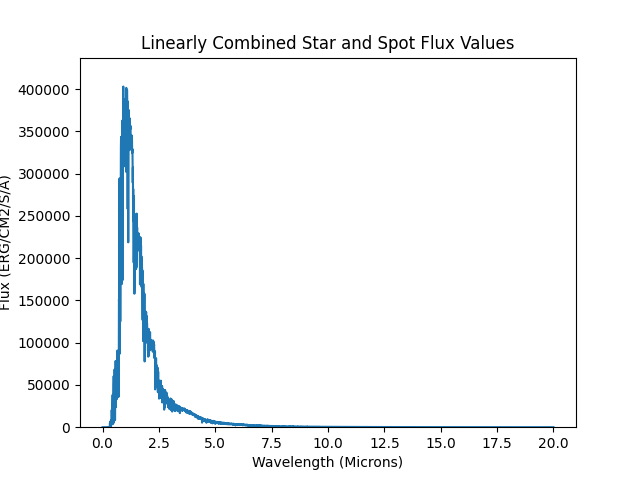 Linearly Combined Star and Spot Flux Values
400000
350000
300000
250000
200000
150000
100000
50000
0
Flux (ERG/CM2/S/A)
0.0 2.5 5.0 7.5 10.0 12.5 15.0 17.5 20.0
Wavelength (Microns)